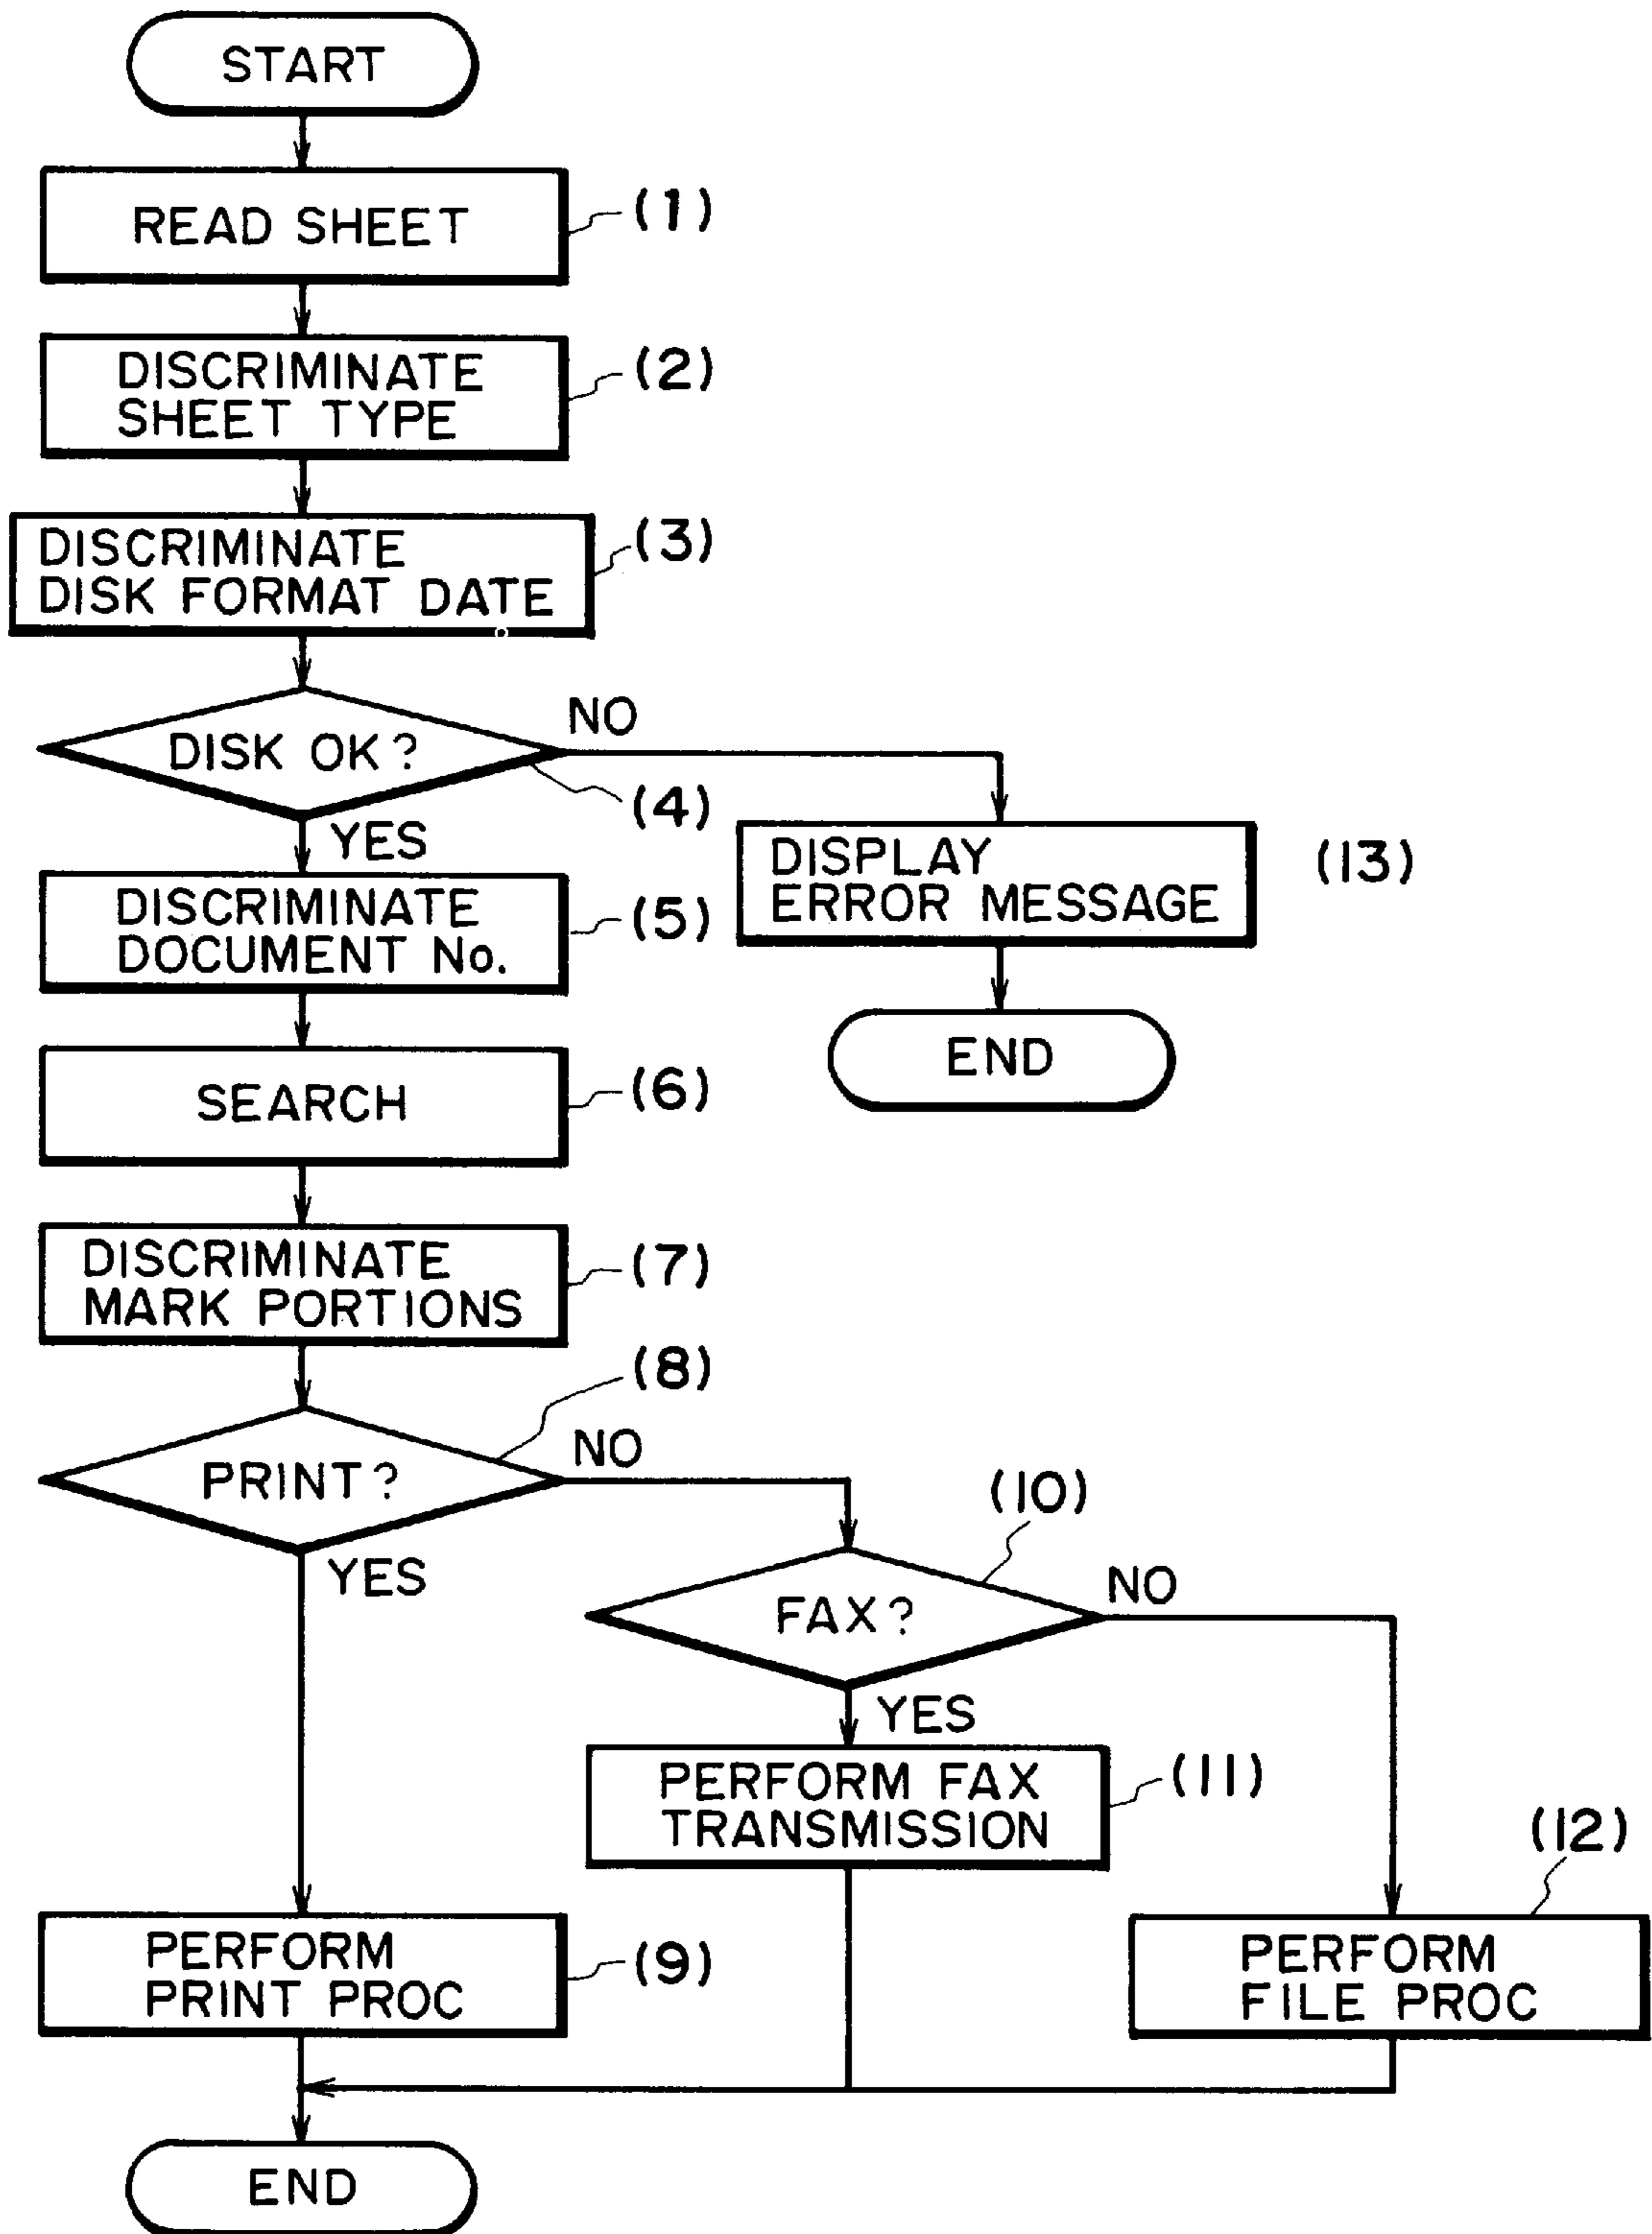 START
READ SHEET
(1)
DISCRIMINATE
SHEET TYPE
(2)
DISCRIMINATE
DISK FORMAT DATE
(3)
DISK OK?
NO
(4)
YES
DISPLAY
ERROR MESSAGE
(13)
END
DISCRIMINATE
DOCUMENT No.
(5)
SEARCH
(6)
DISCRIMINATE
MARK PORTIONS
(7)
(8)
PRINT?
NO
YES
(10)
FAX?
NO
YES
PERFORM FAX
TRANSMISSION
(11)
(12)
PERFORM
PRINT PROC
(9)
PERFORM
FILE PROC
END